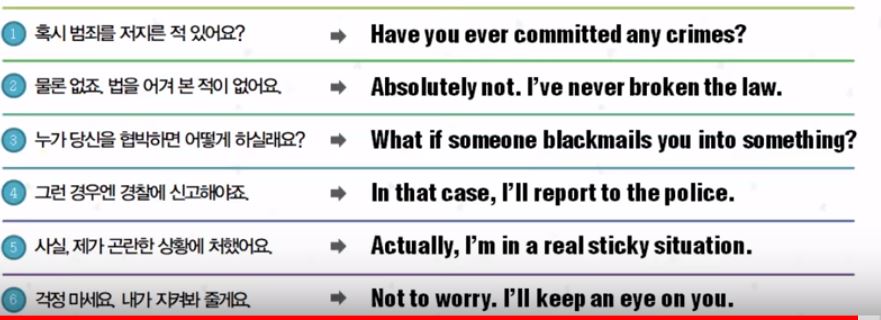 1 혹시 범죄를 저지른 적 있어요? ➡ Have you ever committed any crimes?
2 물론 없죠. 법을 어겨 본 적이 없어요. ➡ Absolutely not. I've never broken the law.
3 누가 당신을 협박하면 어떻게 하실래요? ➡ What if someone blackmails you into something?
4 그런 경우엔 경찰에 신고해야죠. ➡ In that case, I'll report to the police.
5 사실, 제가 곤란한 상황에 처했어요. ➡ Actually, I'm in a real sticky situation.
6 걱정 마세요. 내가 지켜봐 줄게요. ➡ Not to worry. I'll keep an eye on you.